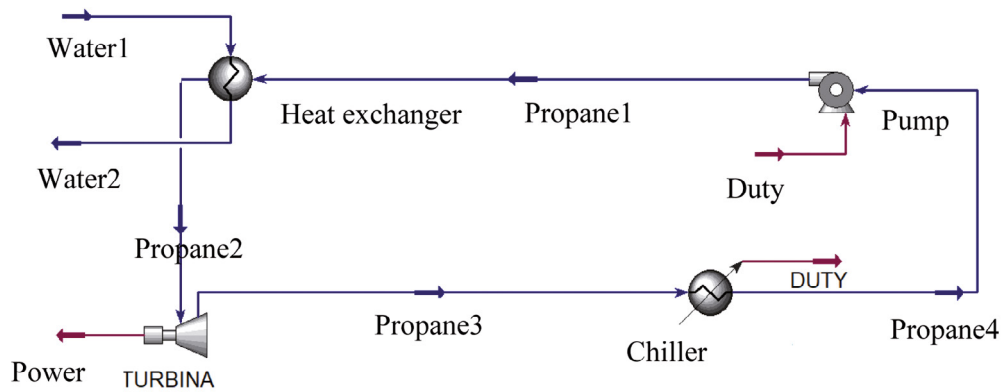 Water1
Heat exchanger
Propane1
Pump
Water2
Duty
Propane2
DUTY
Propane3
Propane4
Chiller
Power
TURBINA